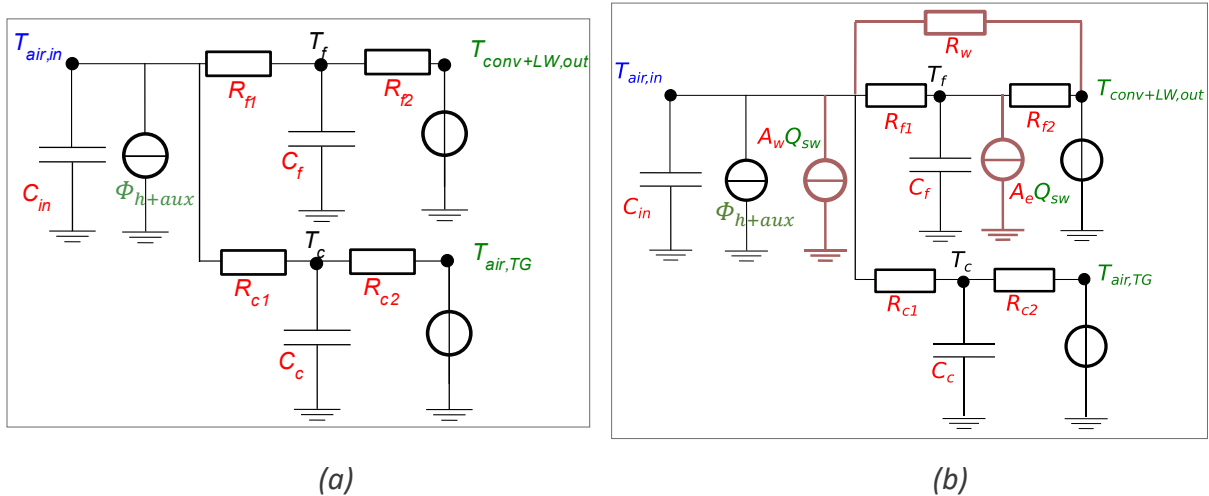 T_air,in
T_f
T_conv+LW,out
R_f1
R_f2
C_f
C_in
Φ_h+aux
T_c
T_air,TG
R_c1
R_c2
C_c
(a)
R_w
T_air,in
T_f
T_conv+LW,out
R_f1
R_f2
A_wQ_sw
C_f
A_eQ_sw
C_in
Φ_h+aux
T_c
T_air,TG
R_c1
R_c2
C_c
(b)